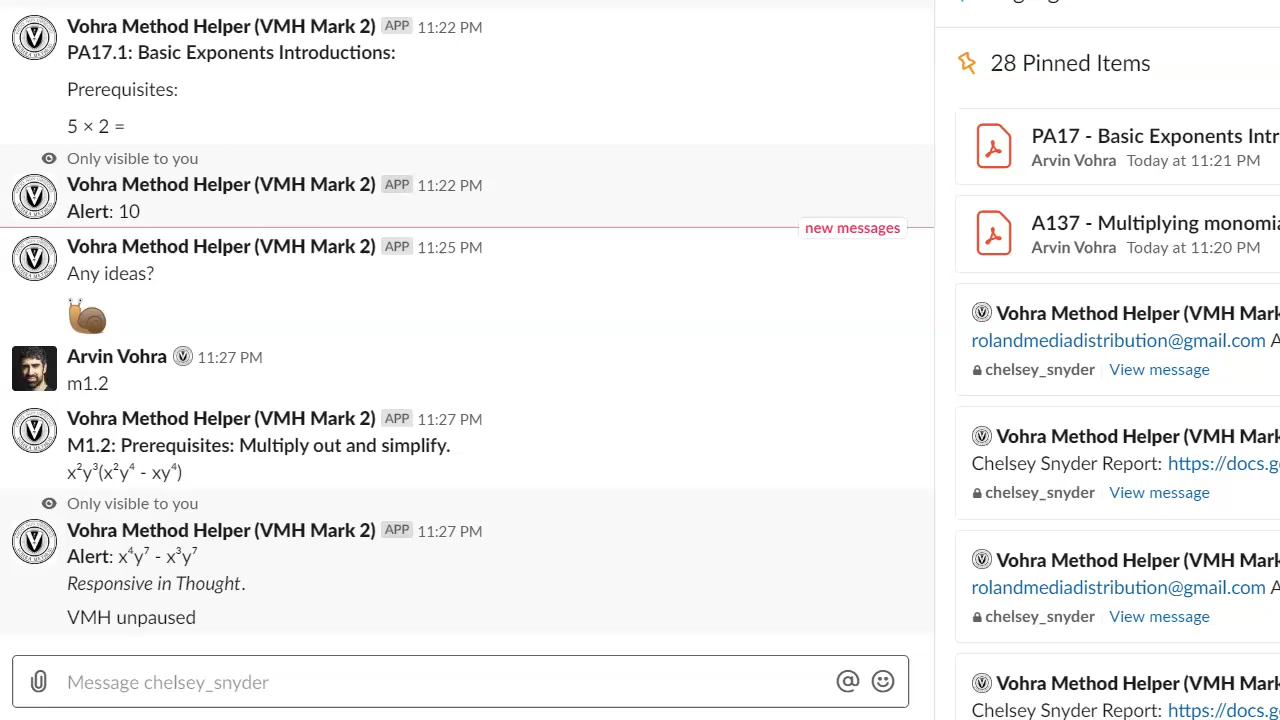 Vohra Method Helper (VMH Mark 2) APP 11:22 PM
PA17.1: Basic Exponents Introductions:
Prerequisites:
5 × 2 =
Only visible to you
Vohra Method Helper (VMH Mark 2) APP 11:22 PM
Alert: 10
new messages
Vohra Method Helper (VMH Mark 2) APP 11:25 PM
Any ideas?
Arvin Vohra 11:27 PM
m1.2
Vohra Method Helper (VMH Mark 2) APP 11:27 PM
M1.2: Prerequisites: Multiply out and simplify.
x²y³(x²y⁴ - xy⁴)
Only visible to you
Vohra Method Helper (VMH Mark 2) APP 11:27 PM
Alert: x⁴y⁷ - x³y⁷
Responsive in Thought.
VMH unpaused
Message chelsey_snyder
28 Pinned Items
PA17 - Basic Exponents Intr
Arvin Vohra Today at 11:21 PM
A137 - Multiplying monomia
Arvin Vohra Today at 11:20 PM
Vohra Method Helper (VMH Mark
rolandmediadistribution@gmail.com A
chelsey_snyder View message
Vohra Method Helper (VMH Mark
Chelsey Snyder Report: https://docs.g
chelsey_snyder View message
Vohra Method Helper (VMH Mark
rolandmediadistribution@gmail.com A
chelsey_snyder View message
Vohra Method Helper (VMH Mark
Chelsey Snyder Report: https://docs.g